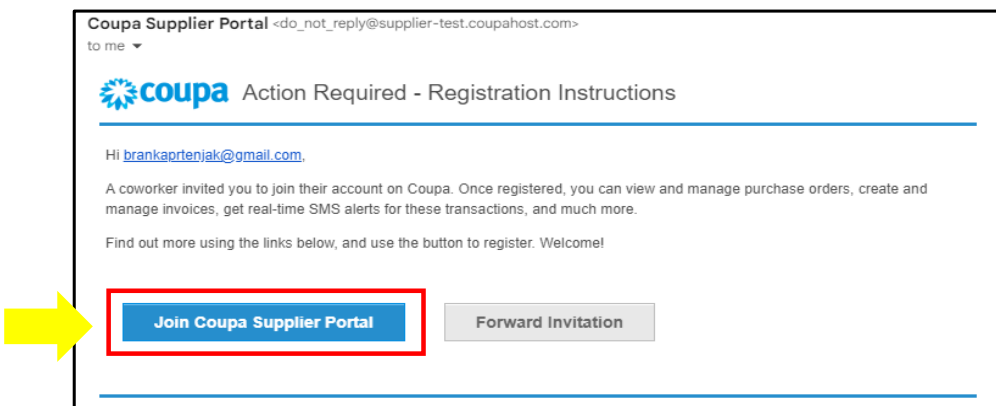 Coupa Supplier Portal <do_not_reply@supplier-test.coupahost.com>
to me
coupa Action Required - Registration Instructions
Hi brankaprtenjak@gmail.com,
A coworker invited you to join their account on Coupa. Once registered, you can view and manage purchase orders, create and
manage invoices, get real-time SMS alerts for these transactions, and much more.
Find out more using the links below, and use the button to register. Welcome!
Join Coupa Supplier Portal Forward Invitation